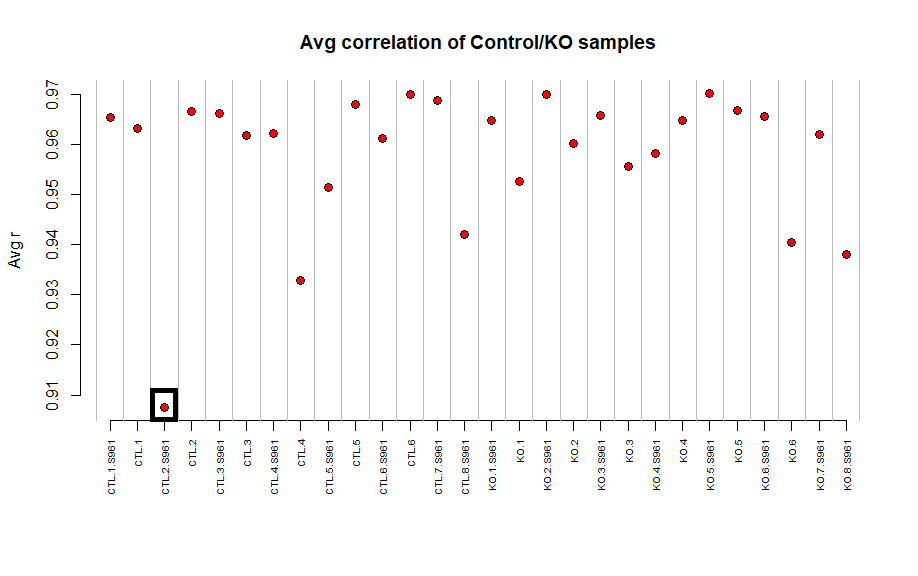 Avg correlation of Control/KO samples
Avg r
0.97
0.96
0.95
0.94
0.93
0.92
0.91
CTL.1.S961
CTL.1
CTL.2.S961
CTL.2
CTL.3.S961
CTL.3
CTL.4.S961
CTL.4
CTL.5.S961
CTL.5
CTL.6.S961
CTL.6
CTL.7.S961
CTL.8.S961
KO.1.S961
KO.1
KO.2.S961
KO.2
KO.3.S961
KO.3
KO.4.S961
KO.4
KO.5.S961
KO.5
KO.6.S961
KO.6
KO.7.S961
KO.8.S961